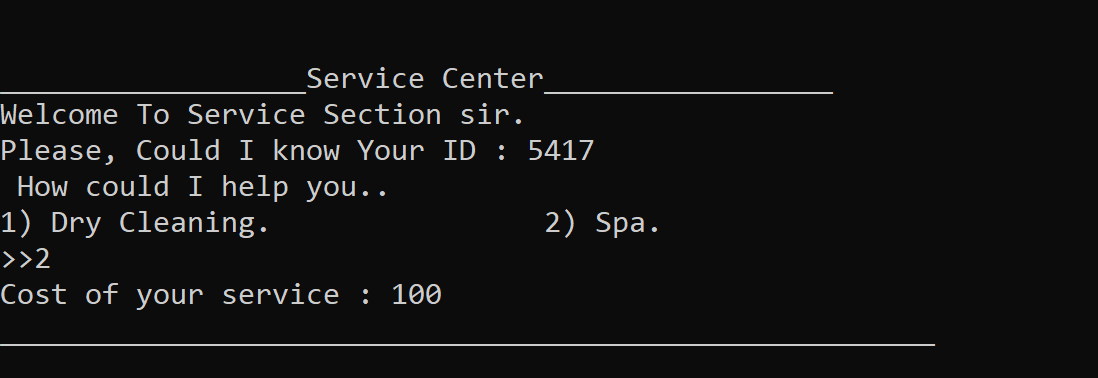 __________________Service Center_________________
Welcome To Service Section sir.
Please, Could I know Your ID : 5417
 How could I help you..
1) Dry Cleaning.                2) Spa.
>>2
Cost of your service : 100
_______________________________________________________